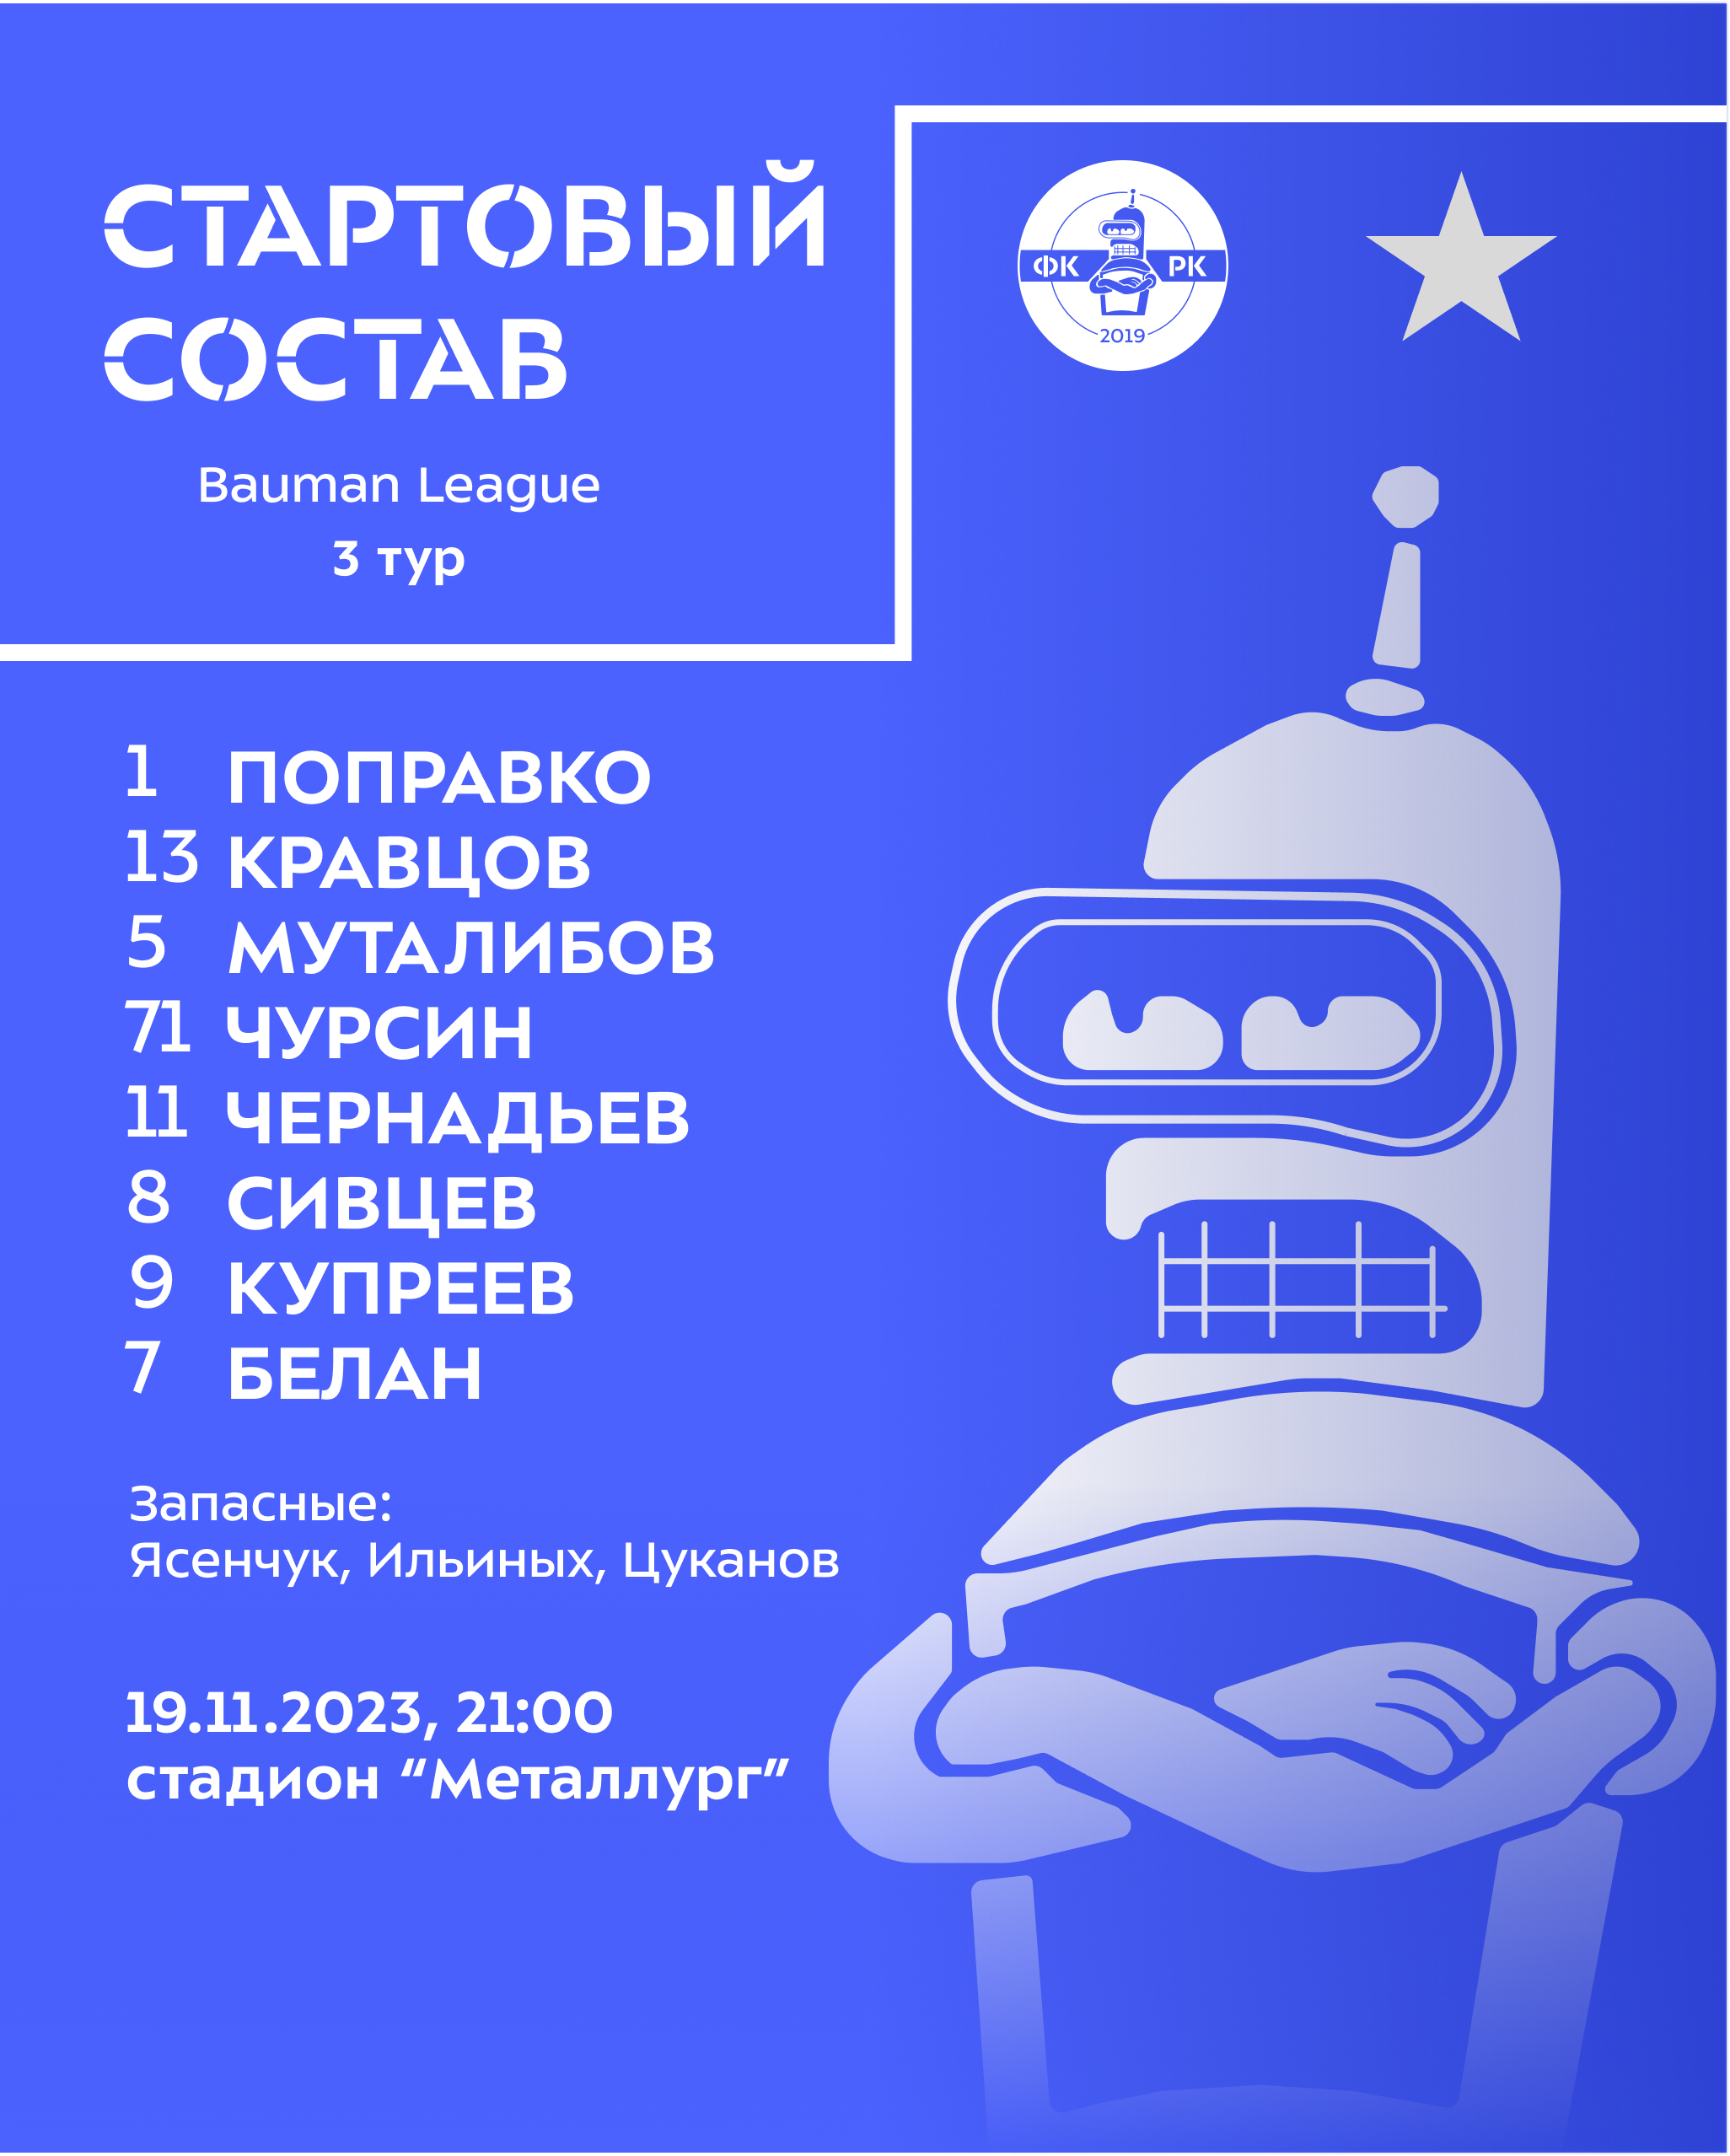 СТАРТОВЫЙ
СОСТАВ
Bauman League
3 тур
ФК РК
2019
1 ПОПРАВКО
13 КРАВЦОВ
5 МУТАЛИБОВ
71 ЧУРСИН
11 ЧЕРНАДЬЕВ
8 СИВЦЕВ
9 КУПРЕЕВ
7 БЕЛАН
Запасные:
Ясенчук, Ильиных, Цуканов
19.11.2023, 21:00
стадион “Металлург”